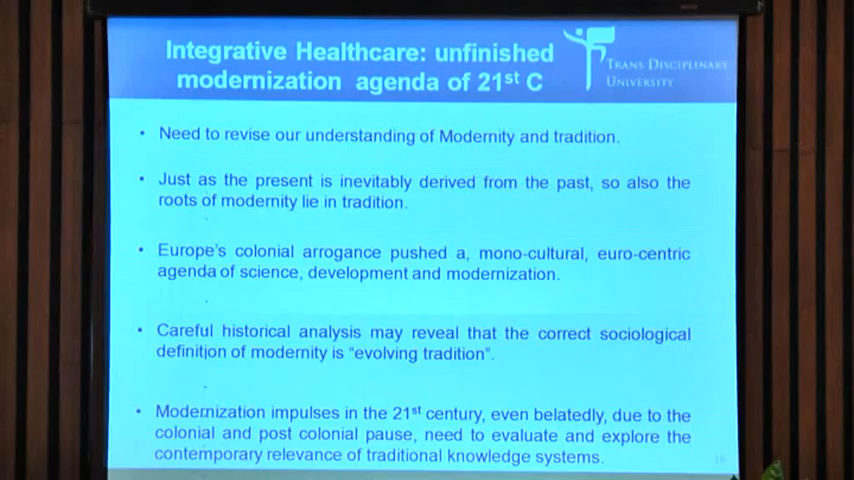 Integrative Healthcare: unfinished
modernization agenda of 21st C
TRANS DISCIPLINARY
UNIVERSITY
• Need to revise our understanding of Modernity and tradition.
• Just as the present is inevitably derived from the past, so also the
roots of modernity lie in tradition.
• Europe's colonial arrogance pushed a, mono-cultural, euro-centric
agenda of science, development and modernization.
• Careful historical analysis may reveal that the correct sociological
definition of modernity is "evolving tradition".
• Modernization impulses in the 21st century, even belatedly, due to the
colonial and post colonial pause, need to evaluate and explore the
contemporary relevance of traditional knowledge systems.
16